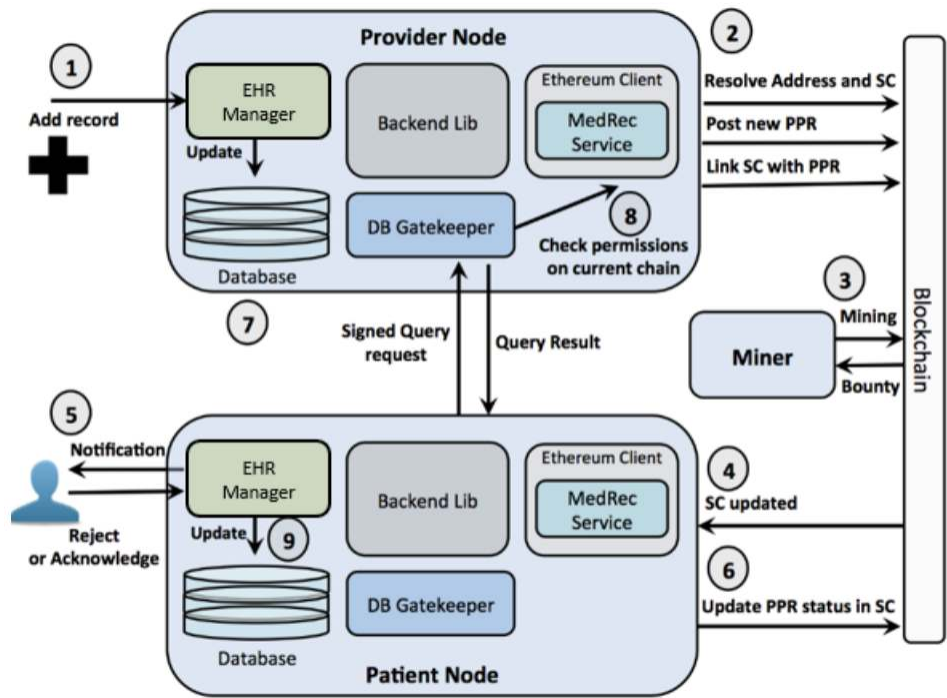 Provider Node
1
2
Add record
EHR
Manager
Update
Database
Backend Lib
DB Gatekeeper
Ethereum Client
MedRec
Service
8
Check permissions
on current chain
Resolve Address and SC
Post new PPR
Link SC with PPR
Blockchain
3
Mining
Miner
Bounty
7
Signed Query
request
Query Result
5
Notification
Reject
or Acknowledge
EHR
Manager
Update
9
Database
Backend Lib
DB Gatekeeper
Ethereum Client
MedRec
Service
Patient Node
4
SC updated
6
Update PPR status in SC